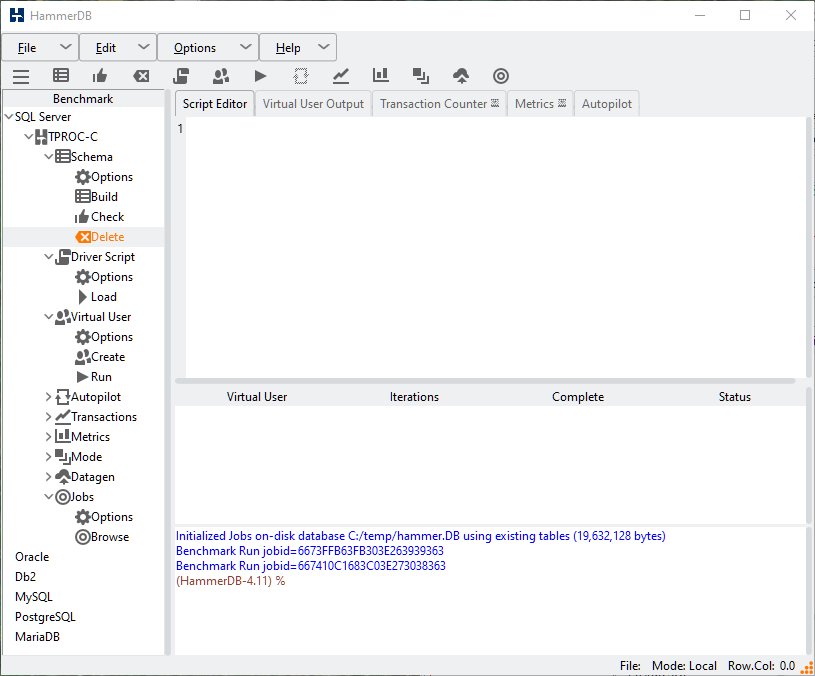 HammerDB
File Edit Options Help
Benchmark
SQL Server
TPROC-C
Schema
Options
Build
Check
Delete
Driver Script
Options
Load
Virtual User
Options
Create
Run
Autopilot
Transactions
Metrics
Mode
Datagen
Jobs
Options
Browse
Oracle
Db2
MySQL
PostgreSQL
MariaDB
Script Editor Virtual User Output Transaction Counter Metrics Autopilot
1
Virtual User Iterations Complete Status
Initialized Jobs on-disk database C:/temp/hammer.DB using existing tables (19,632,128 bytes)
Benchmark Run jobid=6673FFB63FB303E263939363
Benchmark Run jobid=667410C1683C03E273038363
(HammerDB-4.11) %
File: Mode: Local Row.Col: 0.0